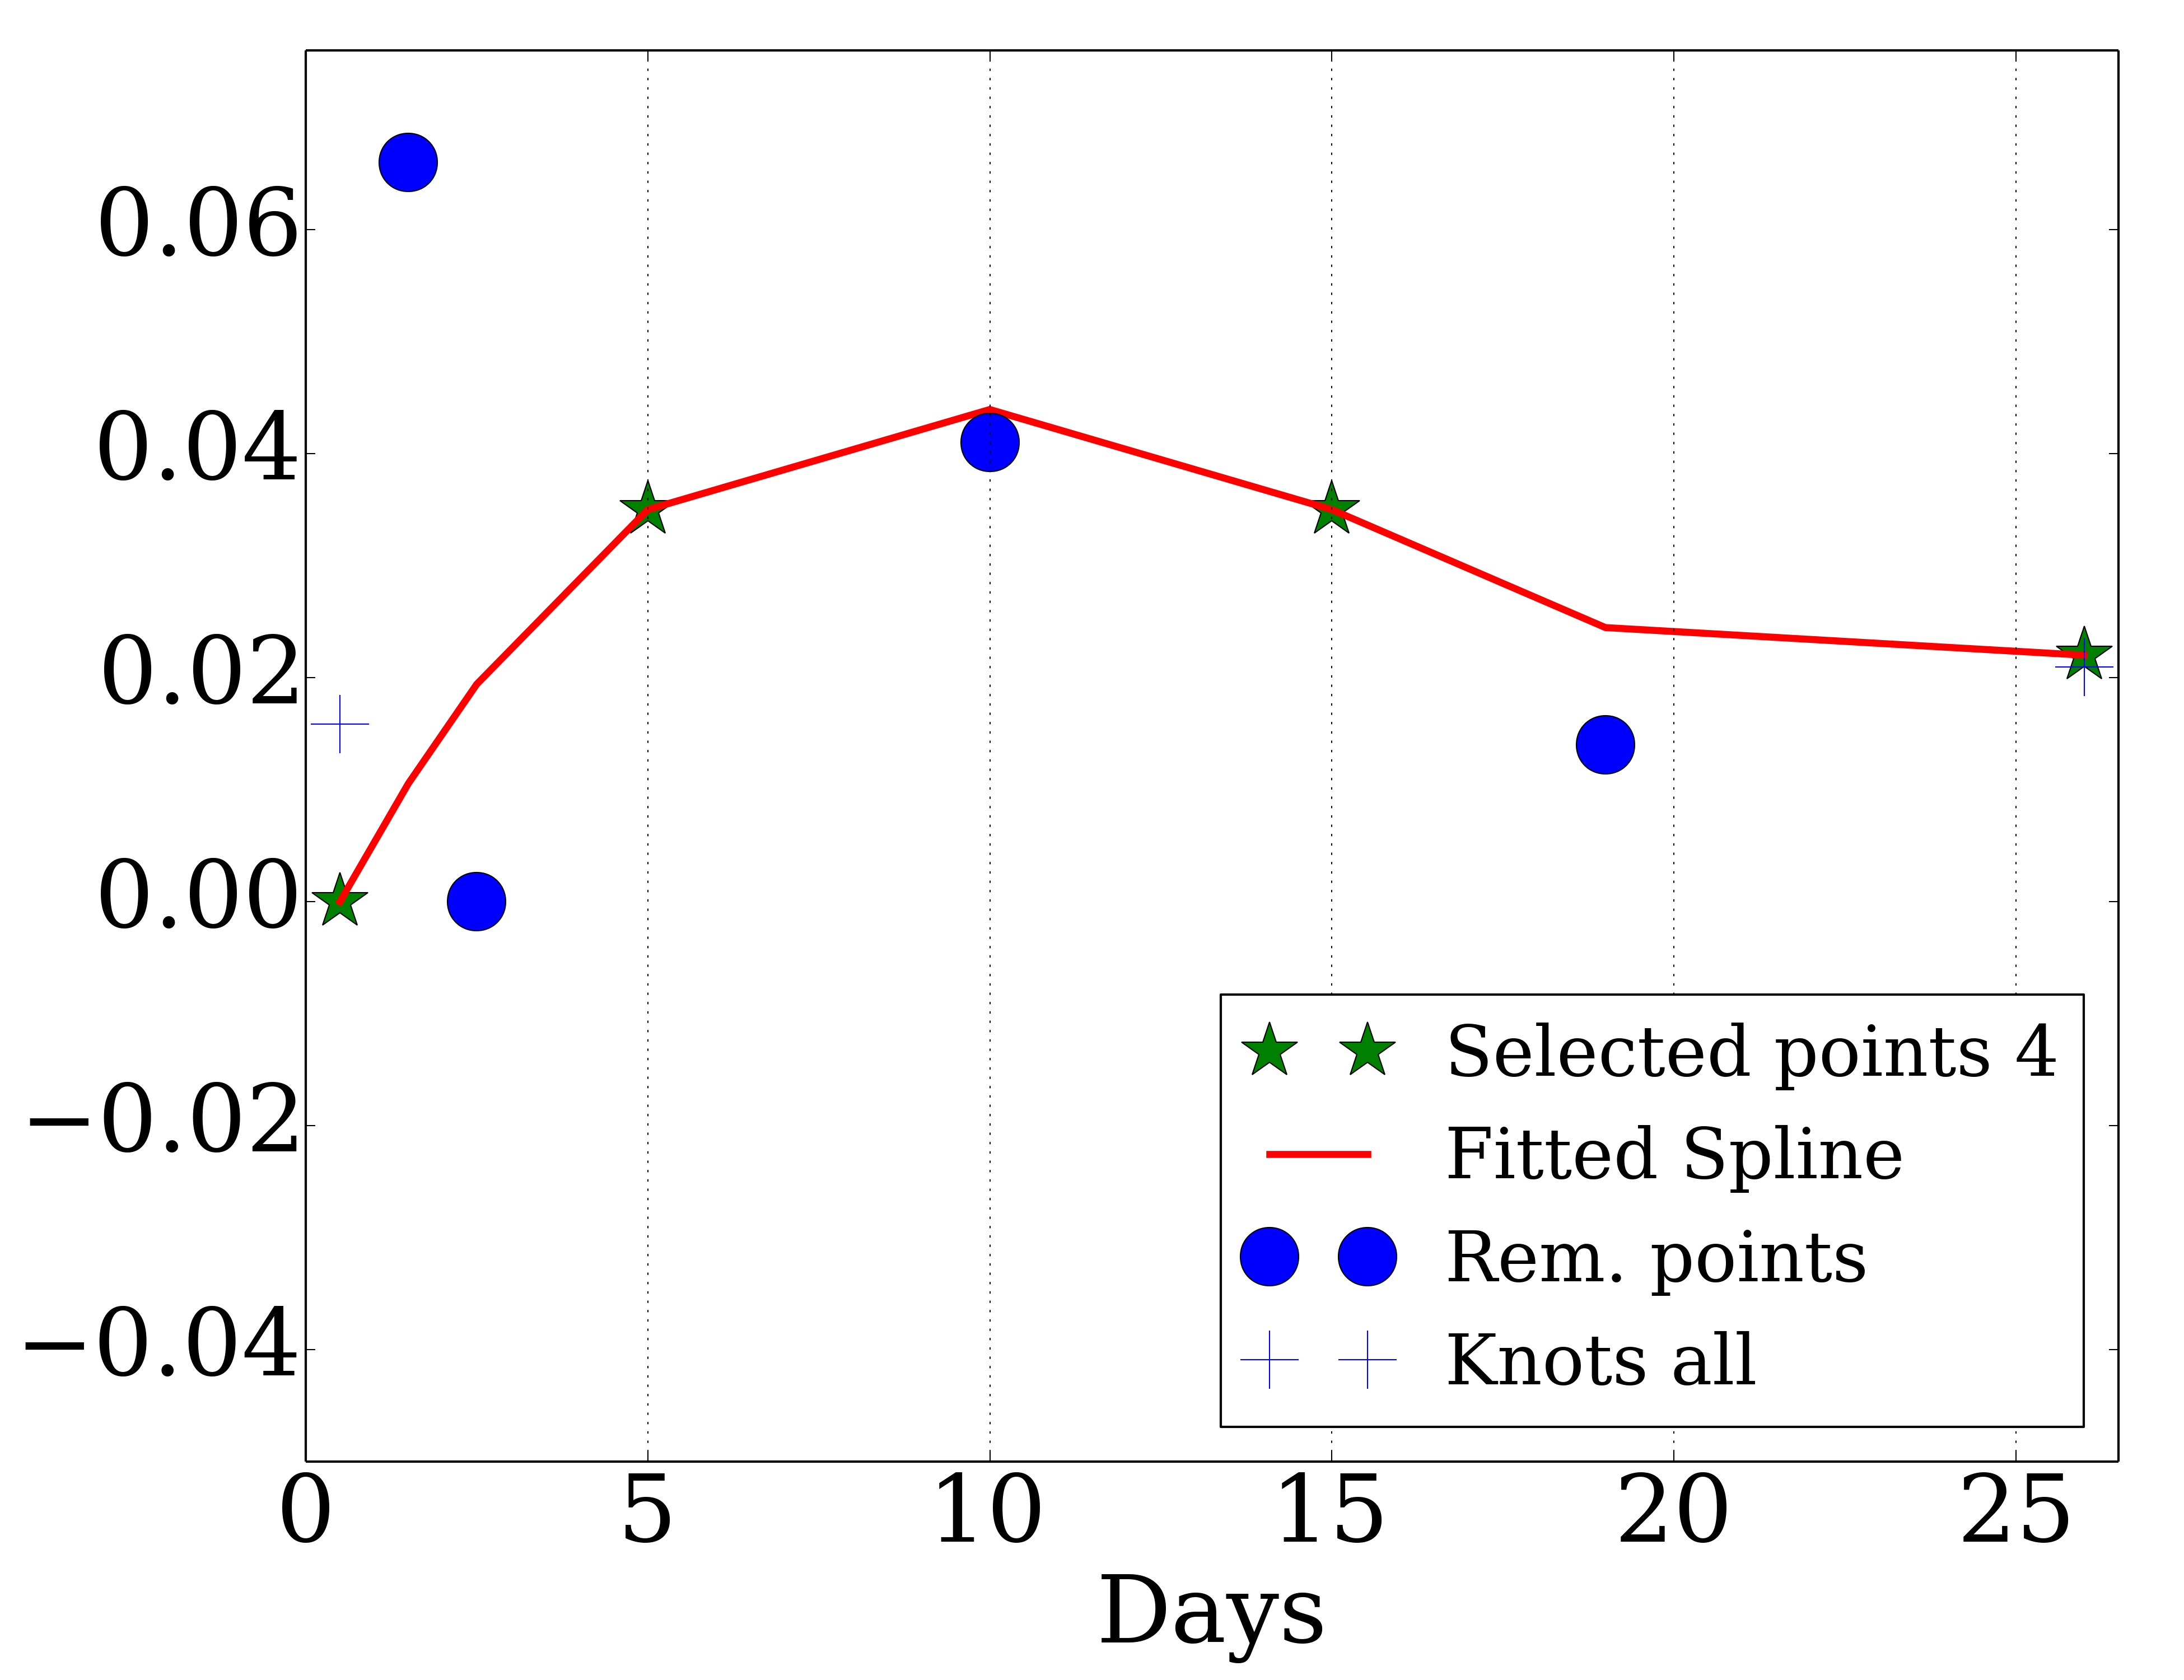 0.06
0.04
0.02
0.00
−0.02
−0.04
Selected points 4
Fitted Spline
Rem. points
Knots all
0 5 10 15 20 25
Days